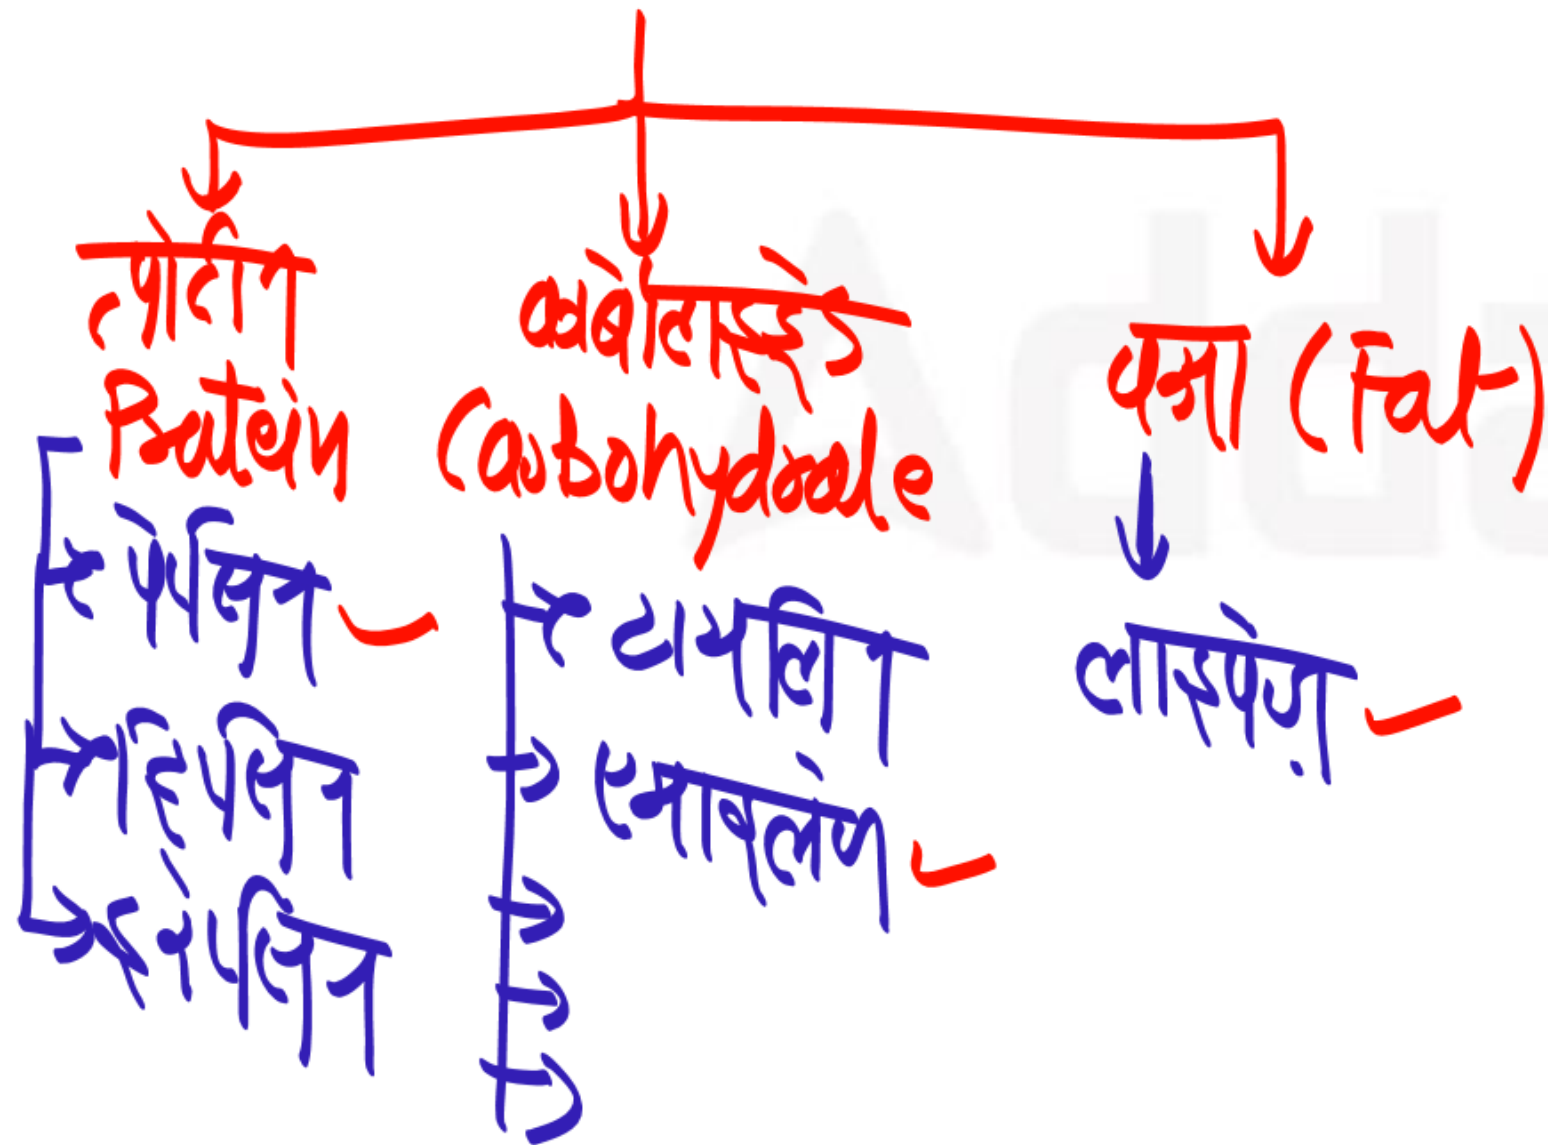 प्रोटीन
Protein
पेप्सिन
ट्रिप्सिन
इरेप्सिन
कार्बोहाइड्रेड
Carbohydrate
टायलिन
एमाइलेज
वसा (Fat)
लाइपेज़